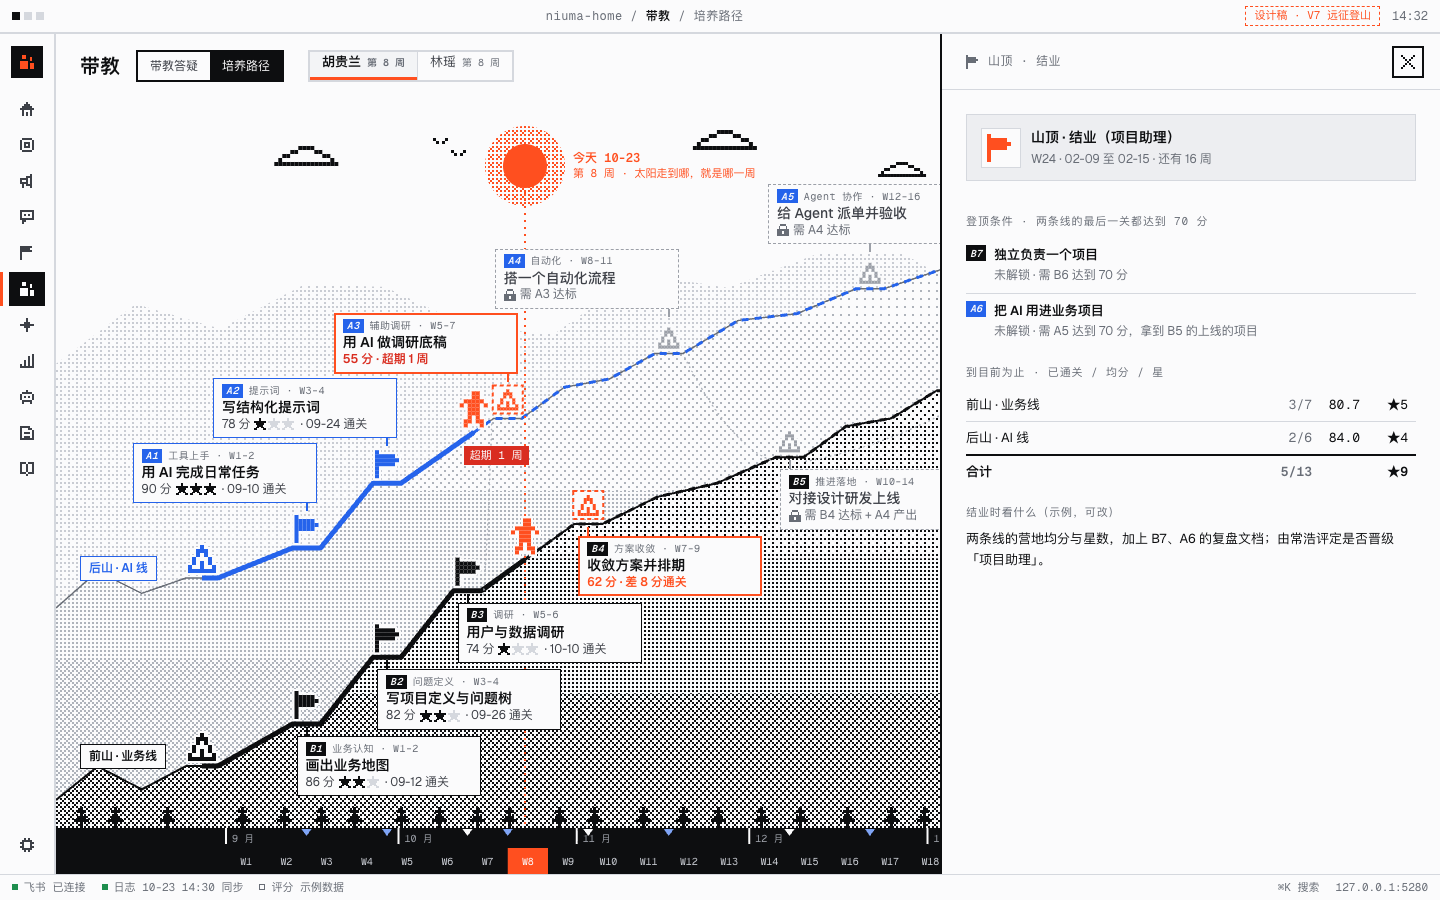 niuma-home / 带教 / 培养路径
设计稿 · V7 远征登山
14:32
带教
带教答疑
培养路径
胡贵兰 第 8 周
林瑶 第 8 周
山顶 · 结业
今天 10-23
第 8 周 · 太阳走到哪，就是哪一周
A5 Agent 协作 · W12-16
给 Agent 派单并验收
需 A4 达标
A4 自动化 · W8-11
搭一个自动化流程
需 A3 达标
A3 辅助调研 · W5-7
用 AI 做调研底稿
55 分 · 超期 1 周
A2 提示词 · W3-4
写结构化提示词
78 分 ★★★ · 09-24 通关
A1 工具上手 · W1-2
用 AI 完成日常任务
90 分 ★★★ · 09-10 通关
超期 1 周
后山 · AI 线
B5 推进落地 · W10-14
对接设计研发上线
需 B4 达标 + A4 产出
B4 方案收敛 · W7-9
收敛方案并排期
62 分 · 差 8 分通关
B3 调研 · W5-6
用户与数据调研
74 分 ★★★ · 10-10 通关
B2 问题定义 · W3-4
写项目定义与问题树
82 分 ★★★ · 09-26 通关
B1 业务认知 · W1-2
画出业务地图
86 分 ★★★ · 09-12 通关
前山 · 业务线
9 月 10 月 11 月 12 月 1
W1 W2 W3 W4 W5 W6 W7 W8 W9 W10 W11 W12 W13 W14 W15 W16 W17 W18
山顶 · 结业（项目助理）
W24 · 02-09 至 02-15 · 还有 16 周
登顶条件 · 两条线的最后一关都达到 70 分
B7 独立负责一个项目
未解锁 · 需 B6 达到 70 分
A6 把 AI 用进业务项目
未解锁 · 需 A5 达到 70 分，拿到 B5 的上线的项目
到目前为止 · 已通关 / 均分 / 星
前山 · 业务线 3/7 80.7 ★5
后山 · AI 线 2/6 84.0 ★4
合计 5/13 ★9
结业时看什么（示例，可改）
两条线的营地均分与星数，加上 B7、A6 的复盘文档；由常浩评定是否晋级
「项目助理」。
飞书 已连接
日志 10-23 14:30 同步
评分 示例数据
⌘K 搜索
127.0.0.1:5280